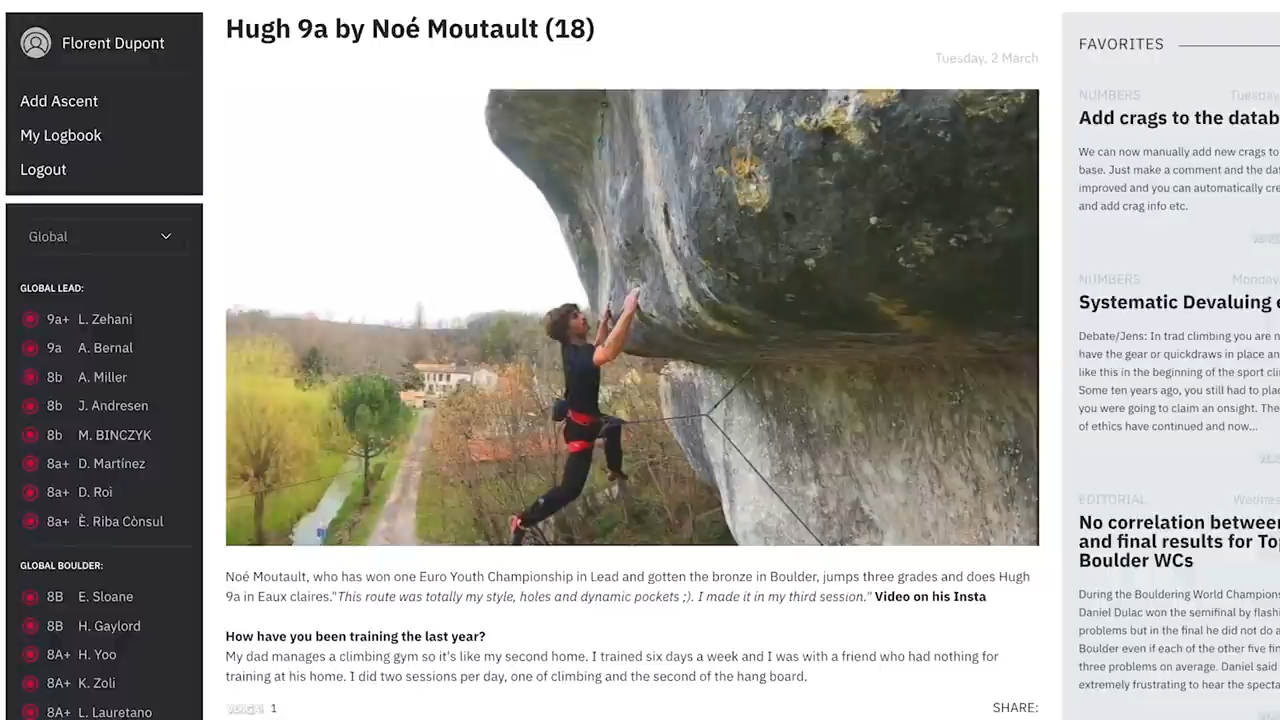 Florent Dupont
Add Ascent
My Logbook
Logout
Global
GLOBAL LEAD:
9a+ L. Zehani
9a A. Bernal
8b A. Miller
8b J. Andresen
8b M. BINCZYK
8a+ D. Martínez
8a+ D. Roi
8a+ È. Riba Cònsul
GLOBAL BOULDER:
8B E. Sloane
8B H. Gaylord
8A+ H. Yoo
8A+ K. Zoli
8A+ L. Lauretano
Hugh 9a by Noé Moutault (18)
Tuesday, 2 March
Noé Moutault, who has won one Euro Youth Championship in Lead and gotten the bronze in Boulder, jumps three grades and does Hugh
9a in Eaux claires."This route was totally my style, holes and dynamic pockets ;). I made it in my third session." Video on his Insta
How have you been training the last year?
My dad manages a climbing gym so it's like my second home. I trained six days a week and I was with a friend who had nothing for
training at his home. I did two sessions per day, one of climbing and the second of the hang board.
1
SHARE:
FAVORITES
NUMBERS Tuesday
Add crags to the datab
We can now manually add new crags to
base. Just make a comment and the dat
improved and you can automatically cre
and add crag info etc.
NUMBERS Monday
Systematic Devaluing
Debate/Jens: In trad climbing you are n
have the gear or quickdraws in place an
like this in the beginning of the sport cli
Some ten years ago, you still had to pla
you were going to claim an onsight. The
of ethics have continued and now...
EDITORIAL Wednes
No correlation between
and final results for To
Boulder WCs
During the Bouldering World Champions
Daniel Dulac won the semifinal by flash
problems but in the final he did not do a
Boulder even if each of the other five fin
three problems on average. Daniel said
extremely frustrating to hear the specta